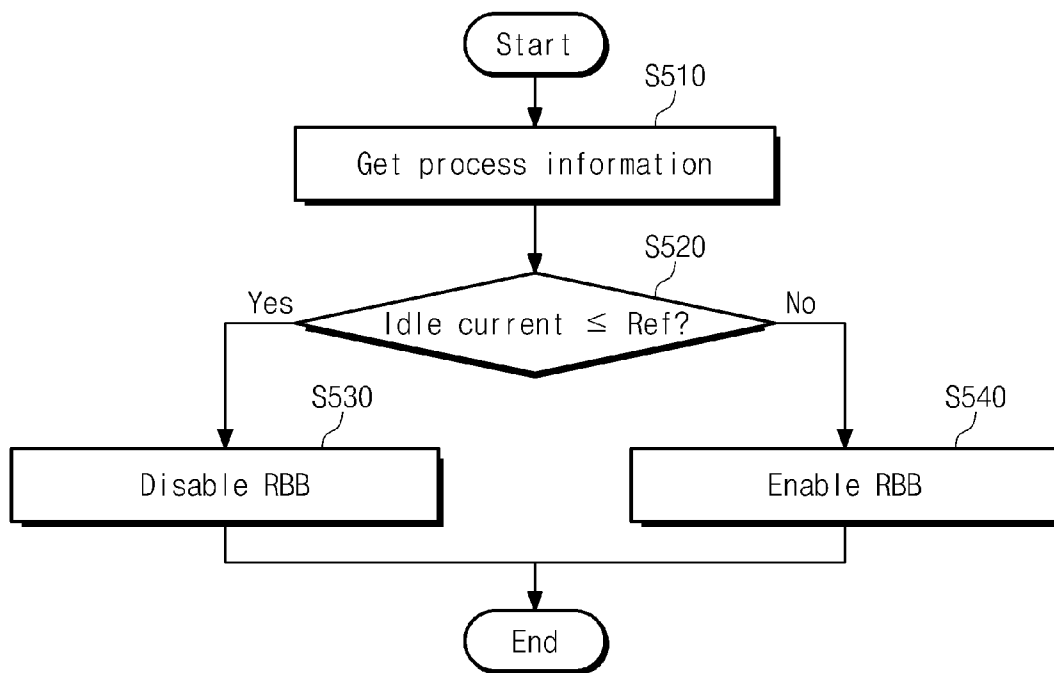 Start
S510
Get process information
S520
Yes
Idle current ≦ Ref?
No
S530
S540
Disable RBB
Enable RBB
End